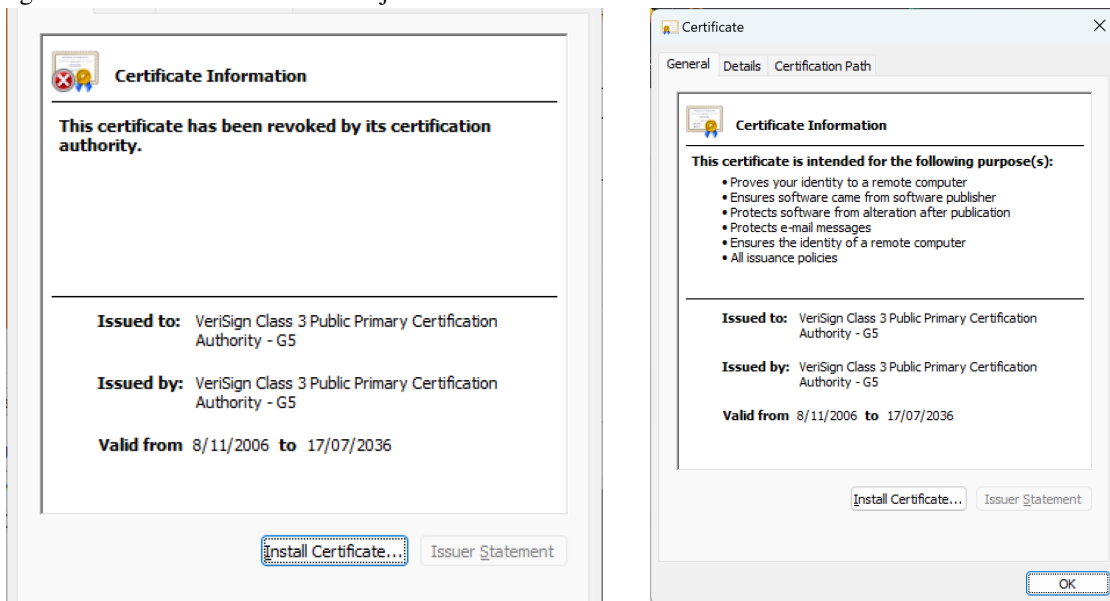 Certificate Information
This certificate has been revoked by its certification
authority.
Issued to: VeriSign Class 3 Public Primary Certification
Authority - G5
Issued by: VeriSign Class 3 Public Primary Certification
Authority - G5
Valid from 8/11/2006 to 17/07/2036
Install Certificate... Issuer Statement
Certificate
General Details Certification Path
Certificate Information
This certificate is intended for the following purpose(s):
• Proves your identity to a remote computer
• Ensures software came from software publisher
• Protects software from alteration after publication
• Protects e-mail messages
• Ensures the identity of a remote computer
• All issuance policies
Issued to: VeriSign Class 3 Public Primary Certification
Authority - G5
Issued by: VeriSign Class 3 Public Primary Certification
Authority - G5
Valid from 8/11/2006 to 17/07/2036
Install Certificate... Issuer Statement
OK